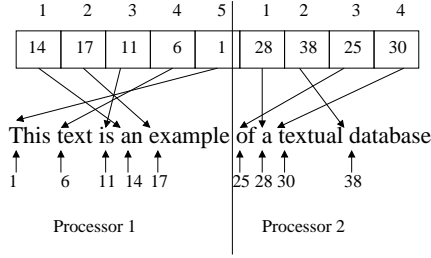 1 2 3 4 5 1 2 3 4
14 17 11 6 1 28 38 25 30
This text is an example of a textual database
1 6 11 14 17 25 28 30 38
Processor 1 Processor 2